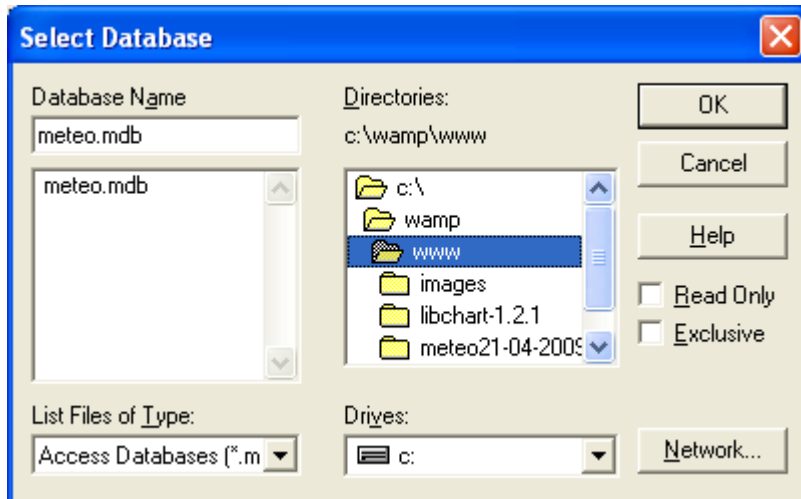 Select Database
Database Name
meteo.mdb
meteo.mdb
List Files of Type:
Access Databases (*.m
Directories:
c:\wamp\www
c:\
wamp
www
images
libchart-1.2.1
meteo21-04-2009
Drives:
c:
OK
Cancel
Help
Read Only
Exclusive
Network...